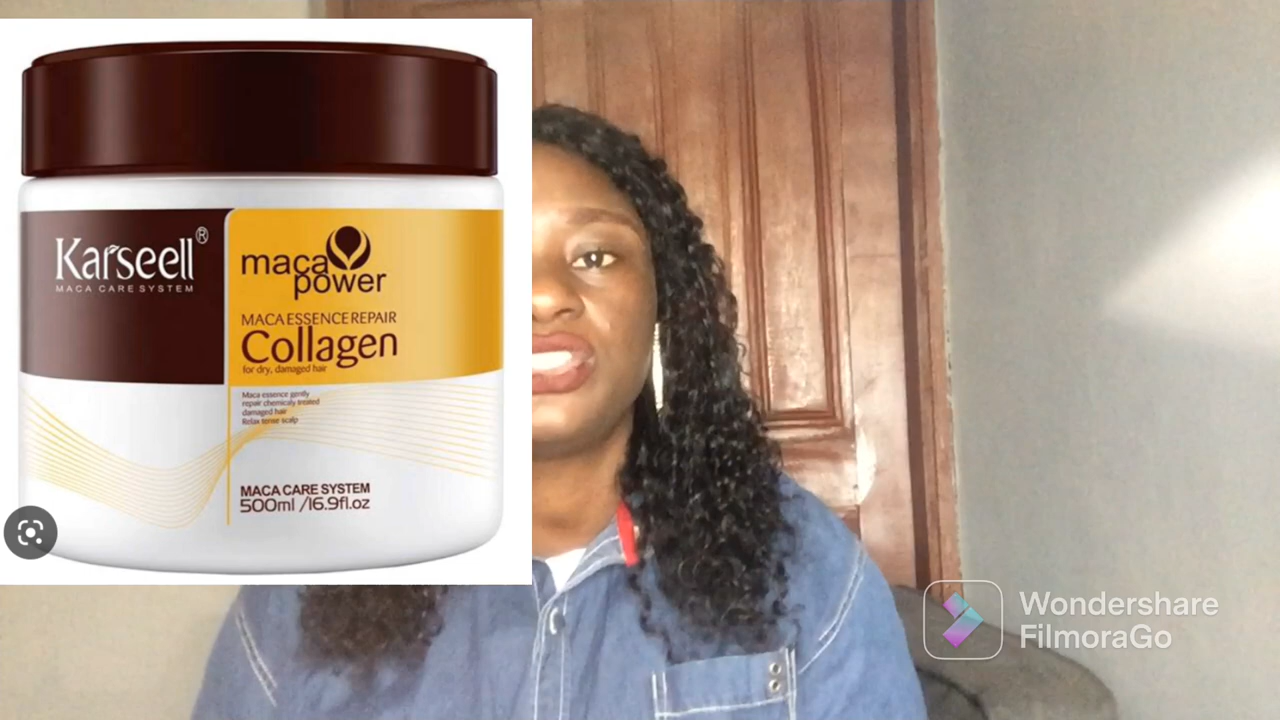 Karseell®
MACA CARE SYSTEM
maca
power
MACA ESSENCE REPAIR
Collagen
for dry, damaged hair
Maca essence gently
repair chemicaly treated
damaged hair
Relax tense scalp
MACA CARE SYSTEM
500ml /16.9fl.oz
Wondershare
FilmoraGo